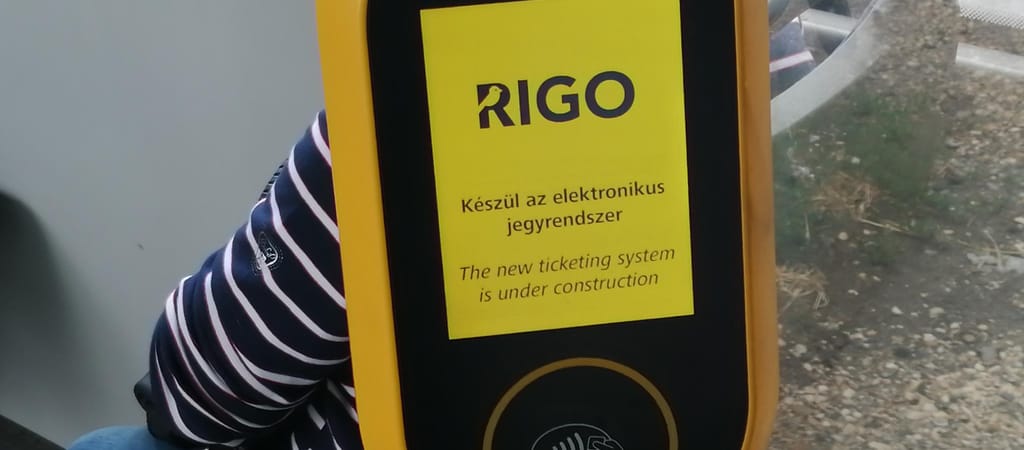 RIGO
Készül az elektronikus
jegyrendszer
The new ticketing system
is under construction